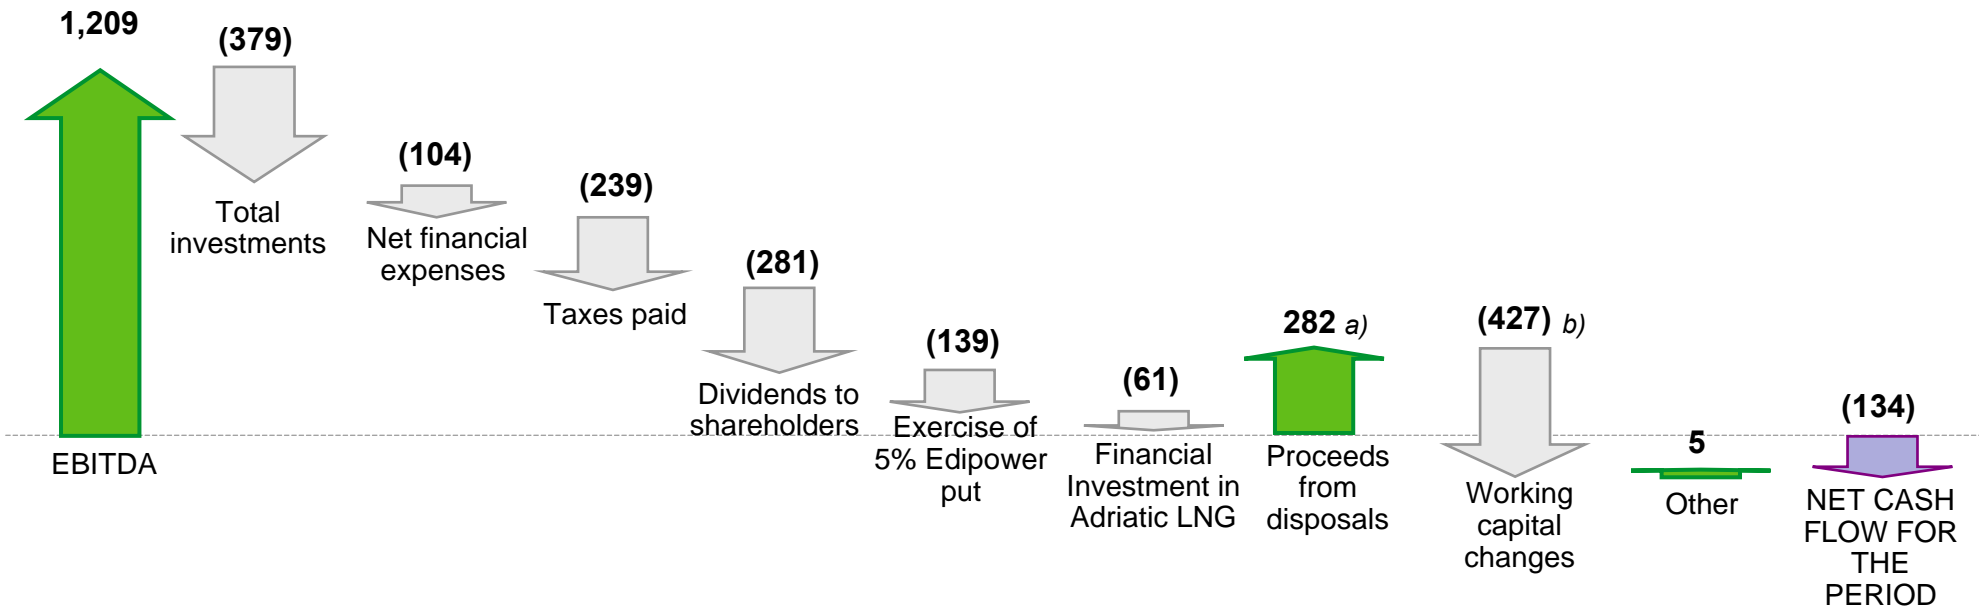 1,209
EBITDA
(379)
Total
investments
(104)
Net financial
expenses
(239)
Taxes paid
(281)
Dividends to
shareholders
(139)
Exercise of
5% Edipower
put
(61)
Financial
Investment in
Adriatic LNG
282 a)
Proceeds
from
disposals
(427) b)
Working
capital
changes
5
Other
(134)
NET CASH
FLOW FOR
THE
PERIOD